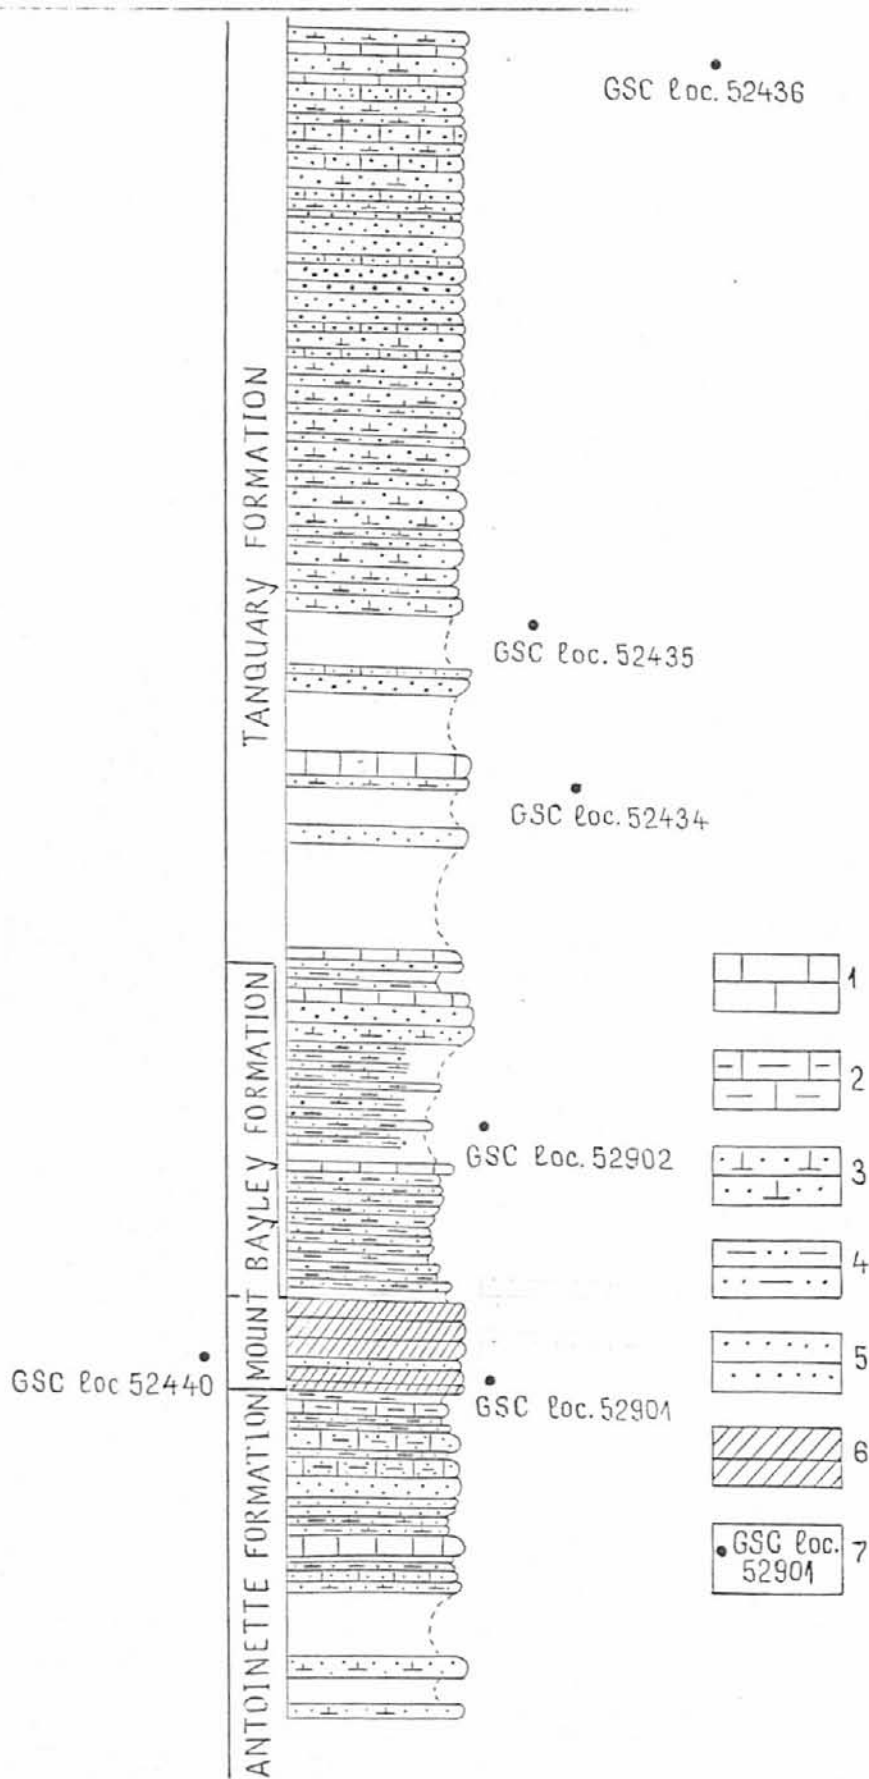 GSC loc. 52436
TANQUARY FORMATION
GSC loc. 52435
GSC loc. 52434
MOUNT BAYLEY FORMATION
GSC loc. 52902
GSC loc 52440
GSC loc. 52901
ANTOINETTE FORMATION
1
2
3
4
5
6
GSC loc.
52901
7